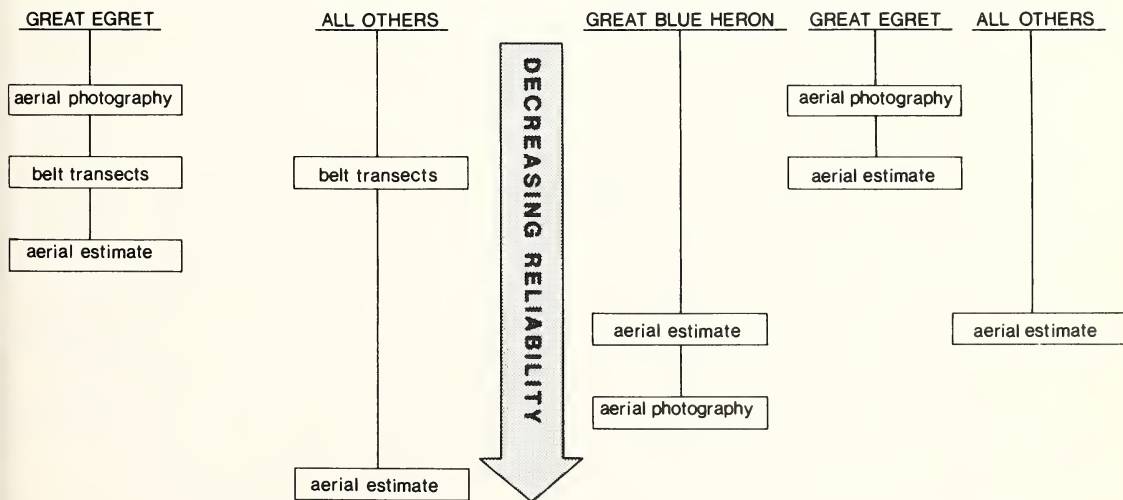 GREAT EGRET
aerial photography
belt transects
aerial estimate
ALL OTHERS
belt transects
aerial estimate
DECREASING RELIABILITY
GREAT BLUE HERON
aerial estimate
aerial photography
GREAT EGRET
aerial photography
aerial estimate
ALL OTHERS
aerial estimate